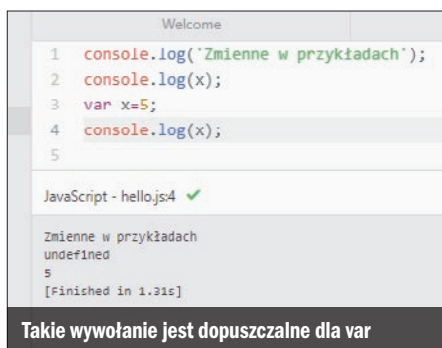 Welcome
1 console.log('Zmienne w przykładach');
2 console.log(x);
3 var x=5;
4 console.log(x);
5
JavaScript - hello.js:4 ✓
Zmienne w przykładach
undefined
5
[Finished in 1.31s]
Takie wywołanie jest dopuszczalne dla var